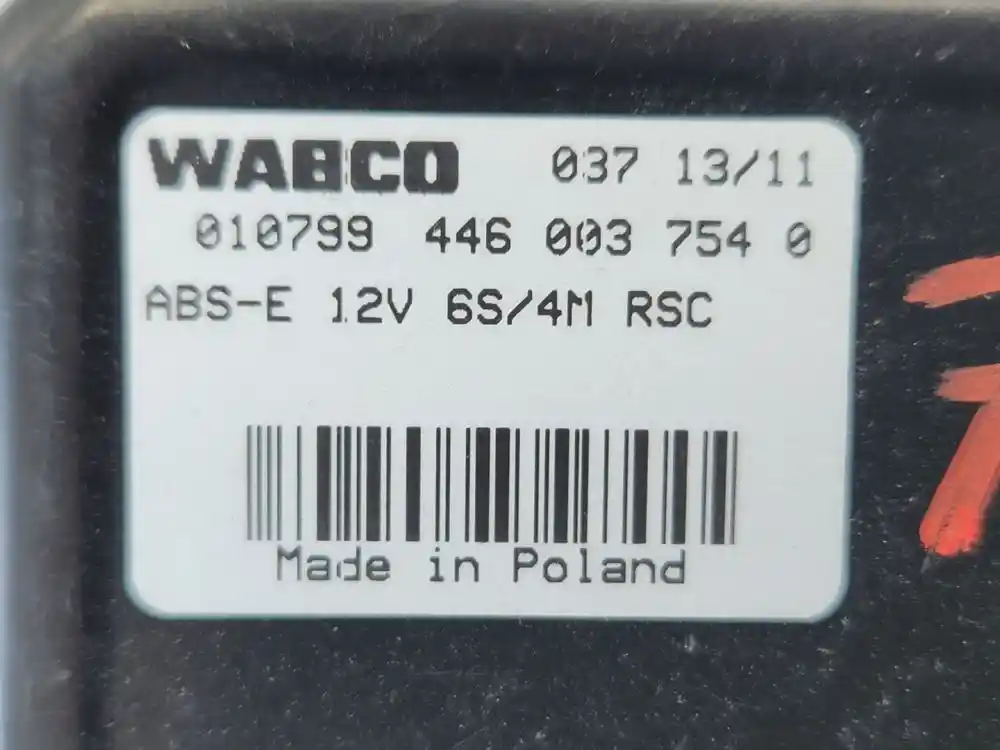 WABCO 037 13/11
010799 446 003 754 0
ABS-E 12V 6S/4M RSC
Made in Poland